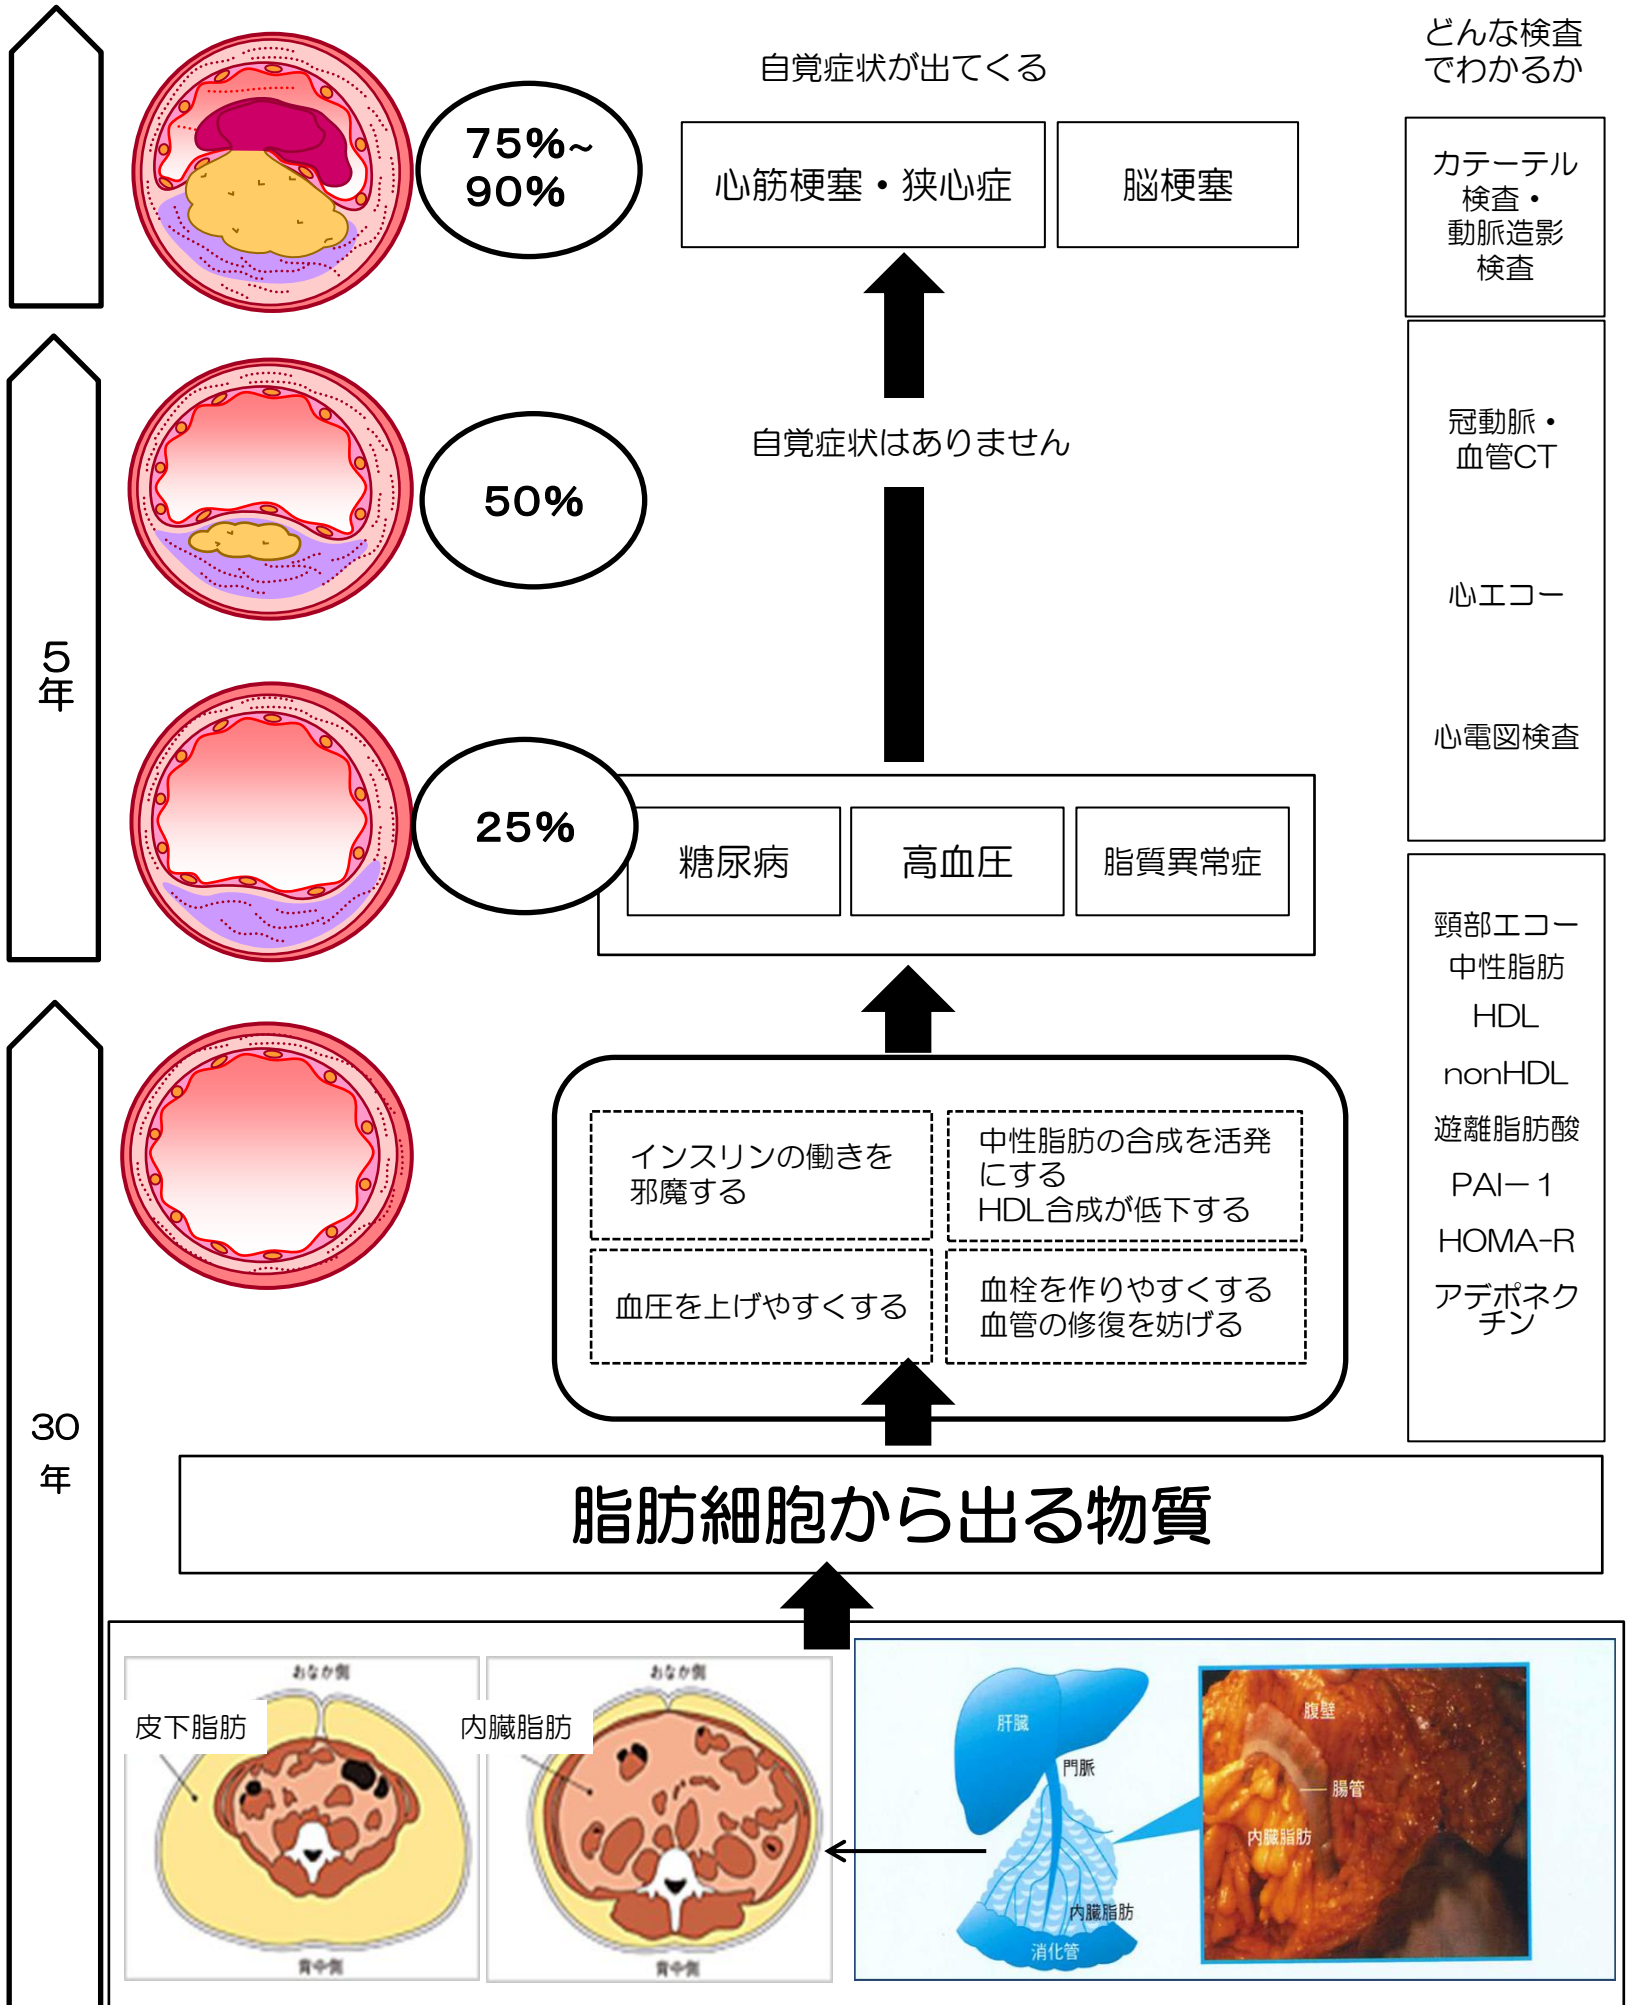 どんな検査
でわかるか
自覚症状が出てくる
75%~
90%
心筋梗塞・狭心症
脳梗塞
カテーテル
検査・
動脈造影
検査
自覚症状はありません
50%
冠動脈・
血管CT
心エコー
心電図検査
5
年
25%
糖尿病
高血圧
脂質異常症
頸部エコー
中性脂肪
HDL
nonHDL
遊離脂肪酸
PAI－1
HOMA-R
アデポネク
チン
インスリンの働きを
邪魔する
中性脂肪の合成を活発
にする
HDL合成が低下する
血圧を上げやすくする
血栓を作りやすくする
血管の修復を妨げる
30
年
脂肪細胞から出る物質
おなか側
皮下脂肪
背中側
おなか側
内臓脂肪
背中側
肝臓
門脈
内臓脂肪
消化管
腹壁
腸管
内臓脂肪